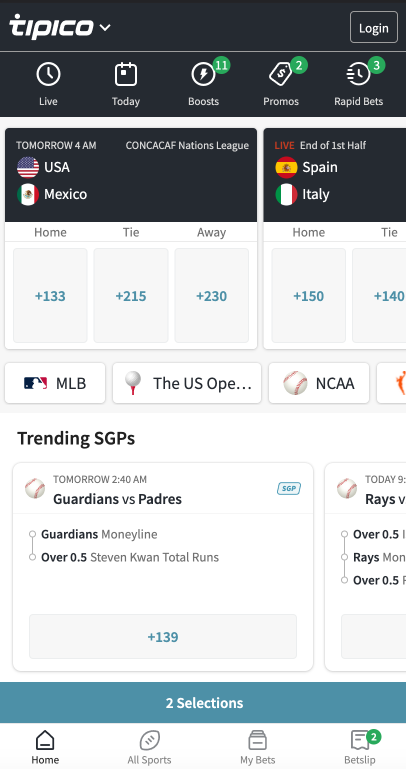 tipico
Login
11
2
3
Live
Today
Boosts
Promos
Rapid Bets
TOMORROW 4 AM
CONCACAF Nations League
USA
Mexico
Home
Tie
Away
+133
+215
+230
LIVE End of 1st Half
Spain
Italy
Home
Tie
+150
+140
MLB
The US Ope...
NCAA
Trending SGPs
TOMORROW 2:40 AM
Guardians vs Padres
SGP
Guardians Moneyline
Over 0.5 Steven Kwan Total Runs
+139
TODAY 9:
Rays v
Over 0.5
Rays Mon
Over 0.5
2 Selections
Home
All Sports
My Bets
2
Betslip